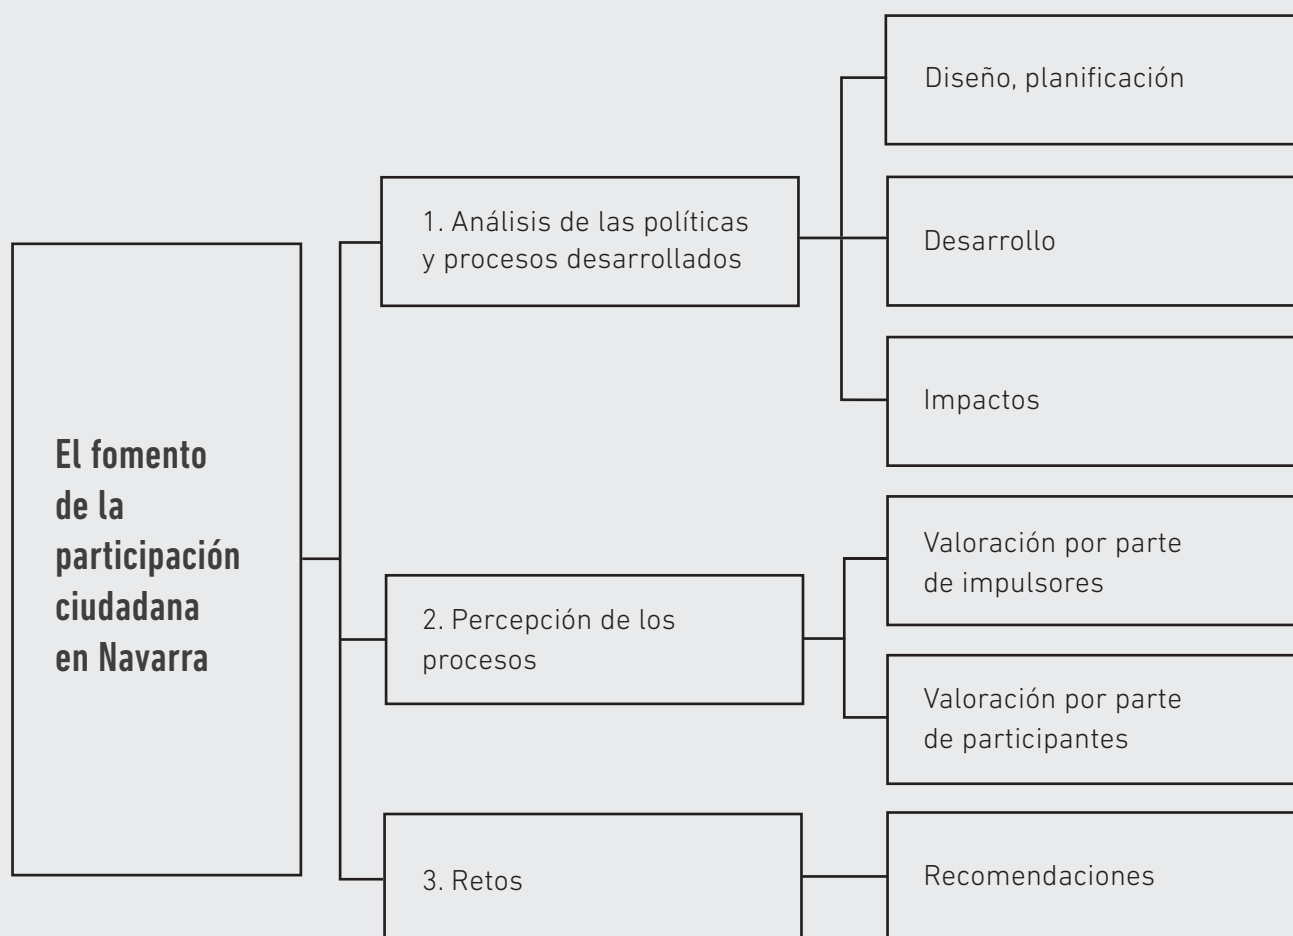 El fomento
de la
participación
ciudadana
en Navarra
1. Análisis de las políticas
y procesos desarrollados
Diseño, planificación
Desarrollo
Impactos
2. Percepción de los
procesos
Valoración por parte
de impulsores
Valoración por parte
de participantes
3. Retos
Recomendaciones